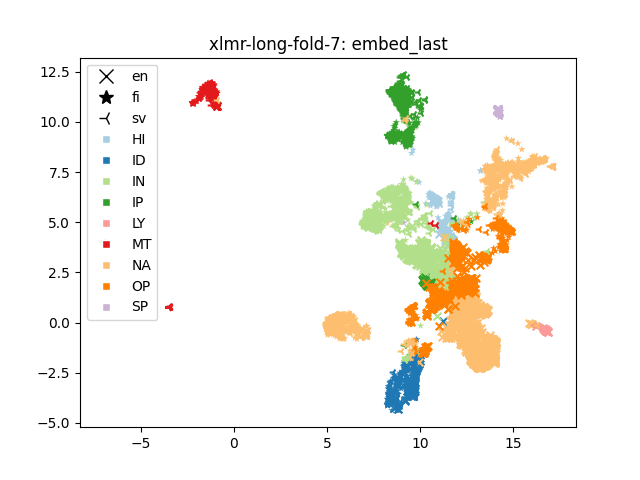 xlmr-long-fold-7: embed_last
12.5
10.0
7.5
5.0
2.5
0.0
−2.5
−5.0
en
fi
sv
HI
ID
IN
IP
LY
MT
NA
OP
SP
−5
0
5
10
15